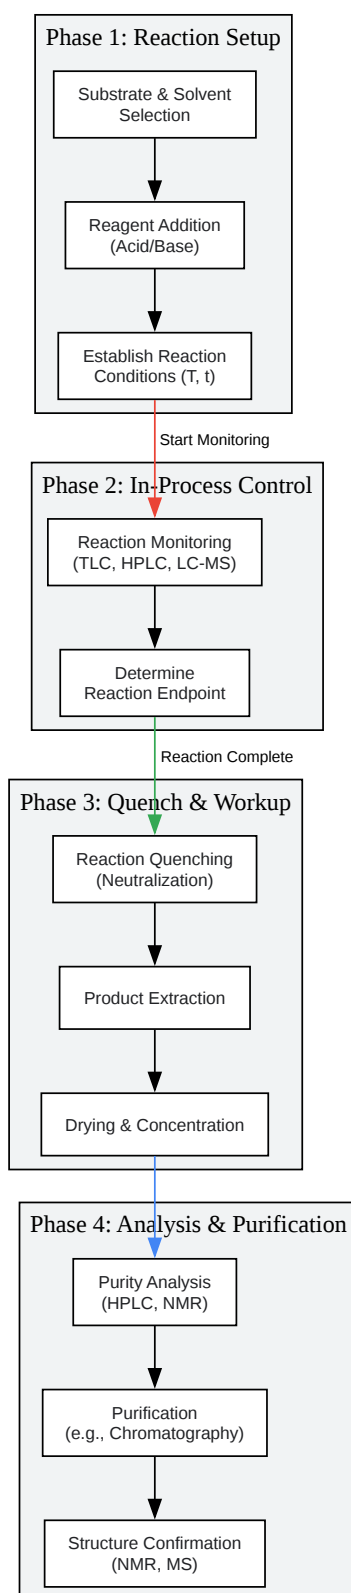 Phase 1: Reaction Setup
Substrate & Solvent
Selection
Reagent Addition
(Acid/Base)
Establish Reaction
Conditions (T, t)
Start Monitoring
Phase 2: In-Process Control
Reaction Monitoring
(TLC, HPLC, LC-MS)
Determine
Reaction Endpoint
Reaction Complete
Phase 3: Quench & Workup
Reaction Quenching
(Neutralization)
Product Extraction
Drying & Concentration
Phase 4: Analysis & Purification
Purity Analysis
(HPLC, NMR)
Purification
(e.g., Chromatography)
Structure Confirmation
(NMR, MS)